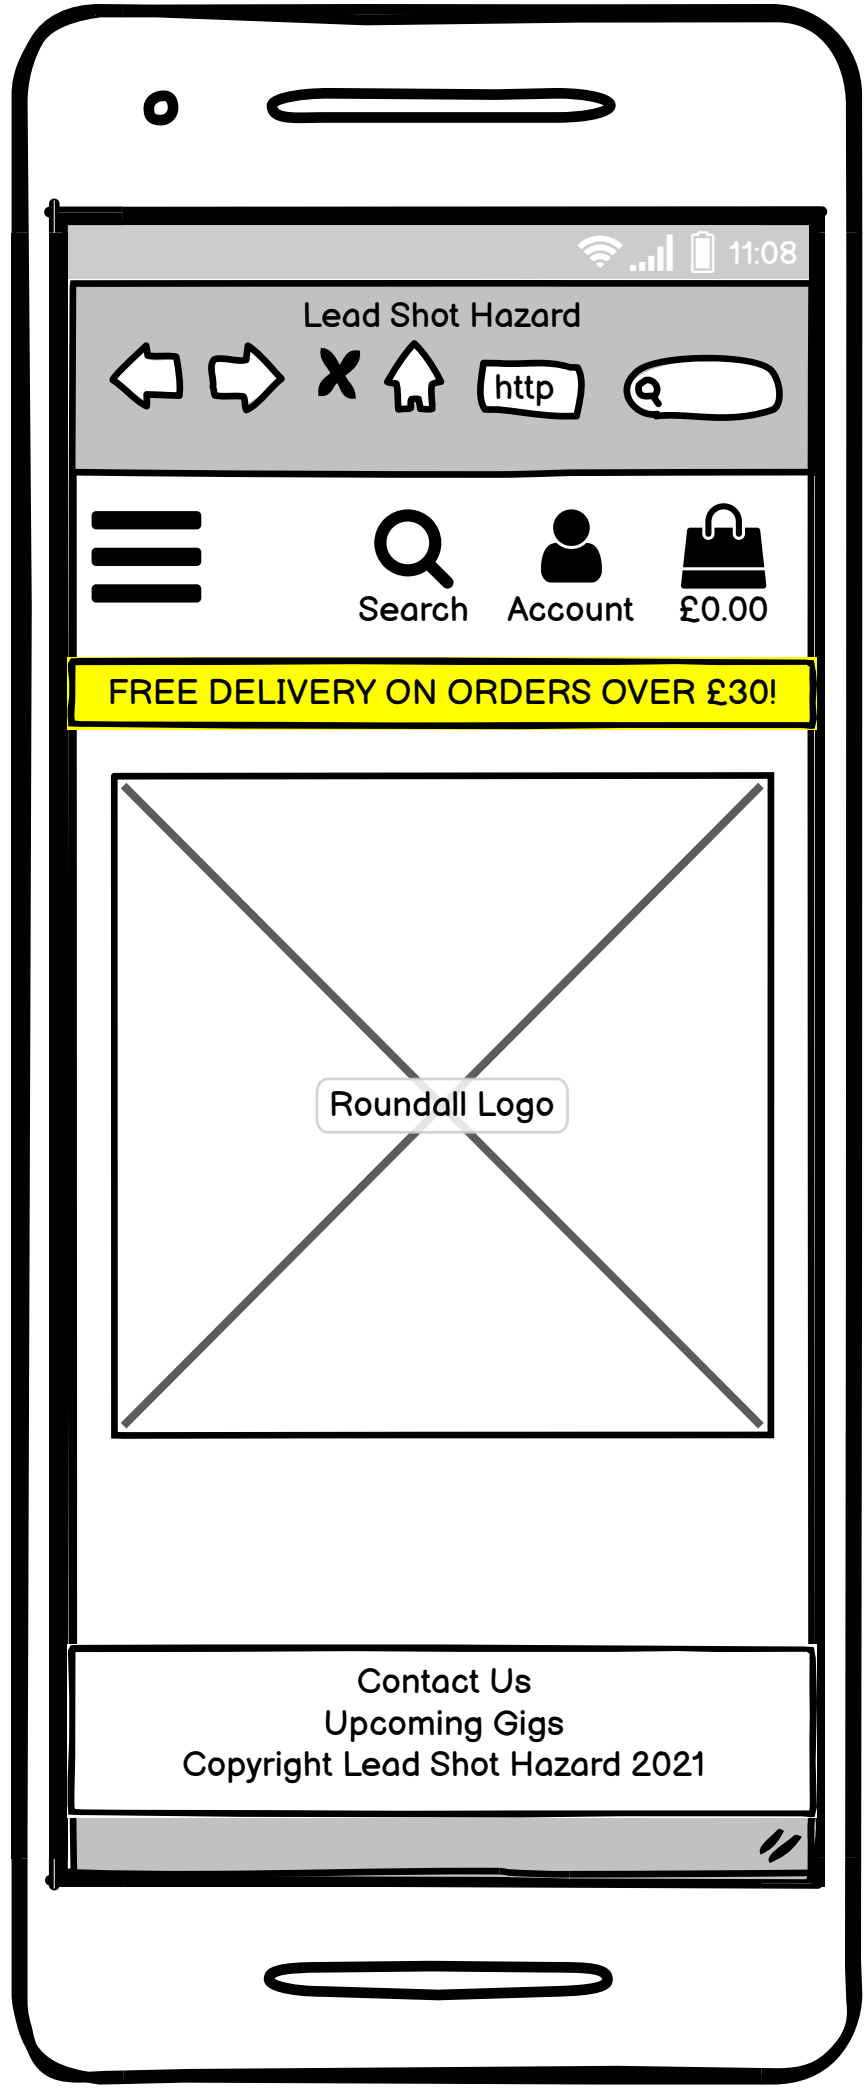 11:08
Lead Shot Hazard
http
Search Account £0.00
FREE DELIVERY ON ORDERS OVER £30!
Roundall Logo
Contact Us
Upcoming Gigs
Copyright Lead Shot Hazard 2021